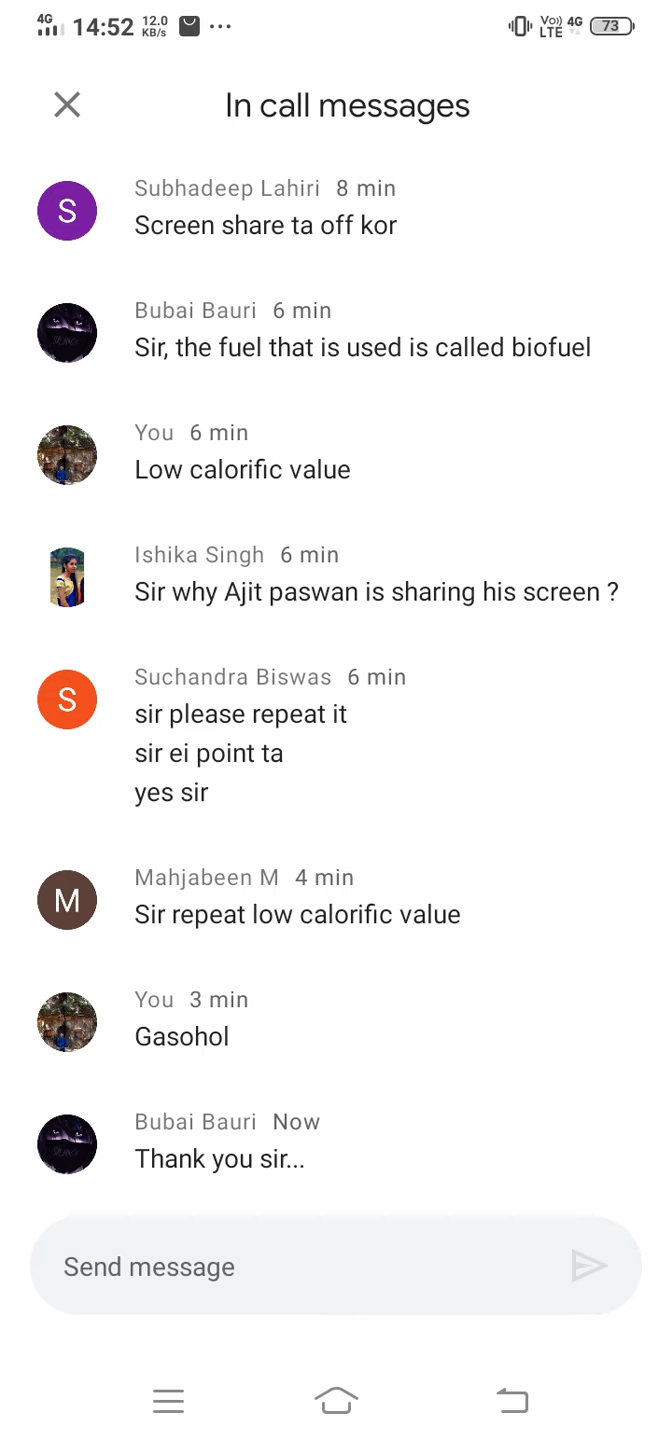 4G 14:52 12.0 KB/s ... Vo)) LTE 4G 73
In call messages
S
Subhadeep Lahiri 8 min
Screen share ta off kor
Bubai Bauri 6 min
Sir, the fuel that is used is called biofuel
You 6 min
Low calorific value
Ishika Singh 6 min
Sir why Ajit paswan is sharing his screen ?
S
Suchandra Biswas 6 min
sir please repeat it
sir ei point ta
yes sir
M
Mahjabeen M 4 min
Sir repeat low calorific value
You 3 min
Gasohol
Bubai Bauri Now
Thank you sir...
Send message